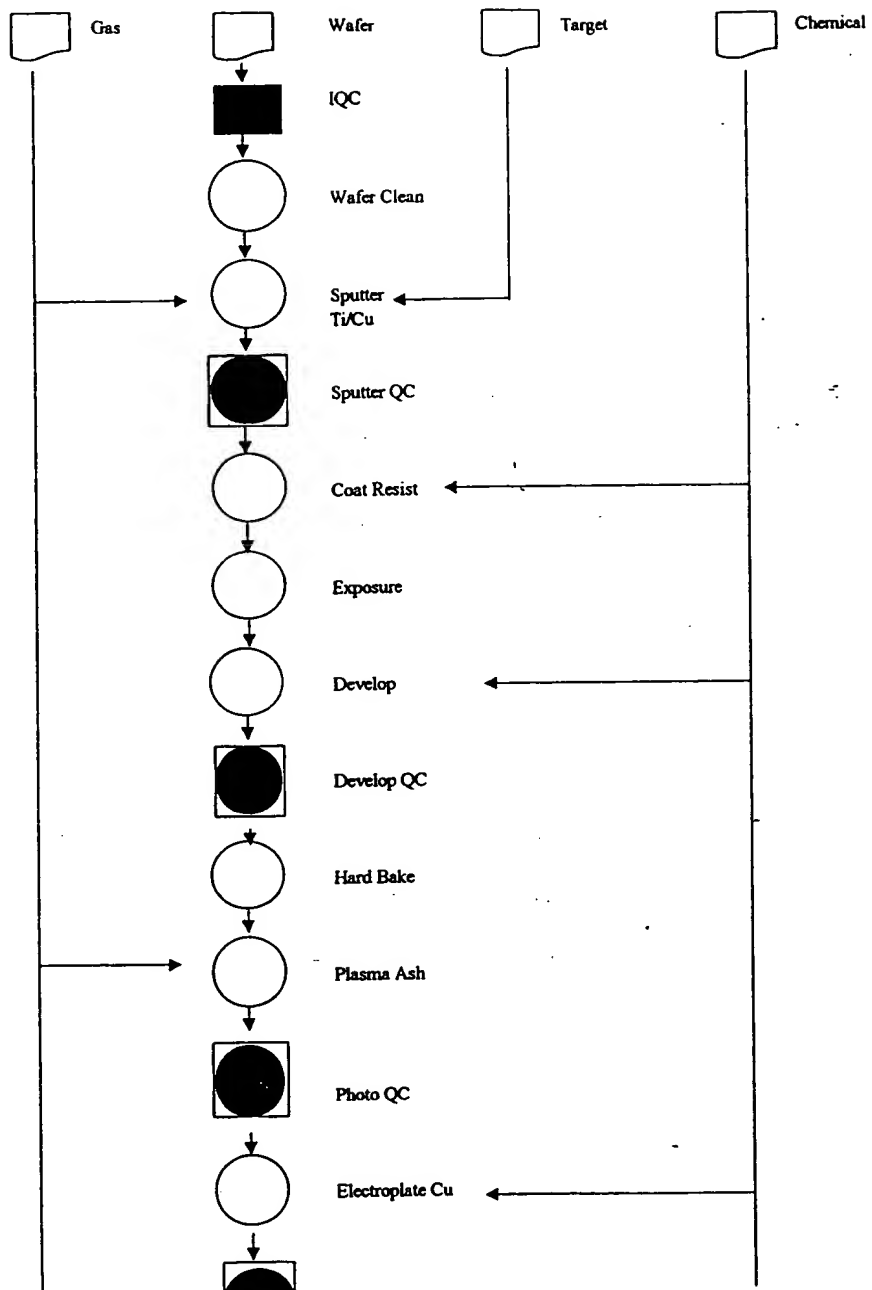 Gas
Wafer
Target
Chemical
IQC
Wafer Clean
Sputter
Ti/Cu
Sputter QC
Coat Resist
Exposure
Develop
Develop QC
Hard Bake
Plasma Ash
Photo QC
Electroplate Cu